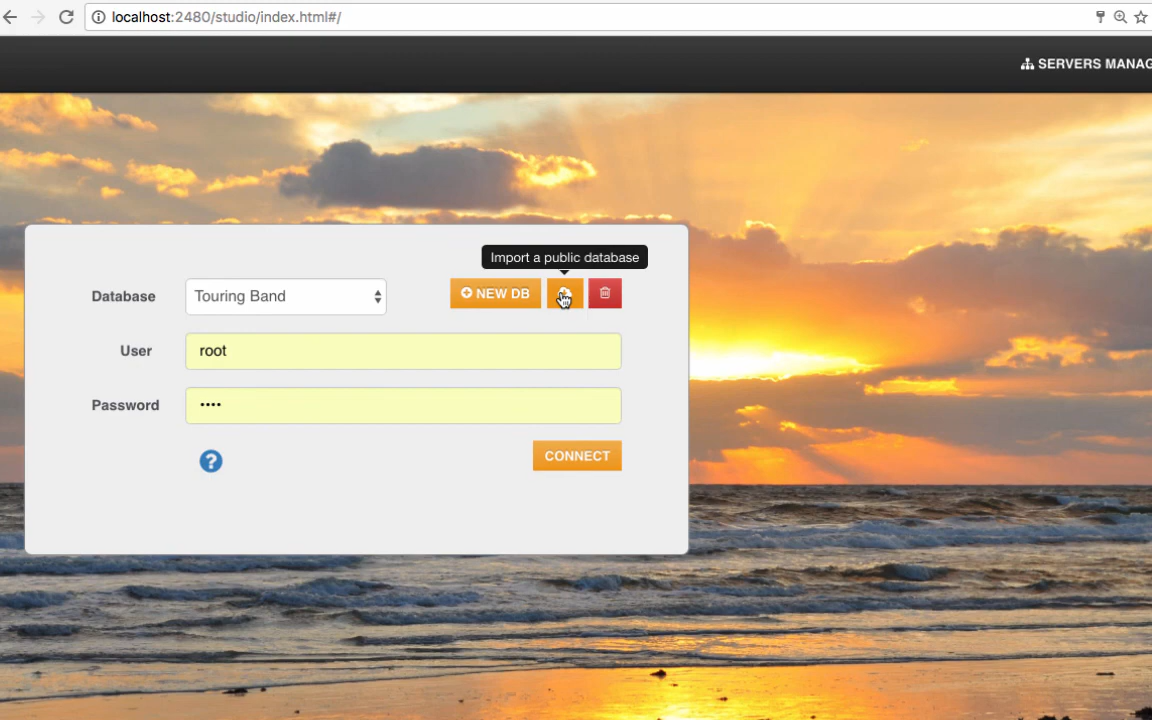 localhost:2480/studio/index.html#/
SERVERS MANAG
Import a public database
Database
Touring Band
NEW DB
User
root
Password
••••
?
CONNECT